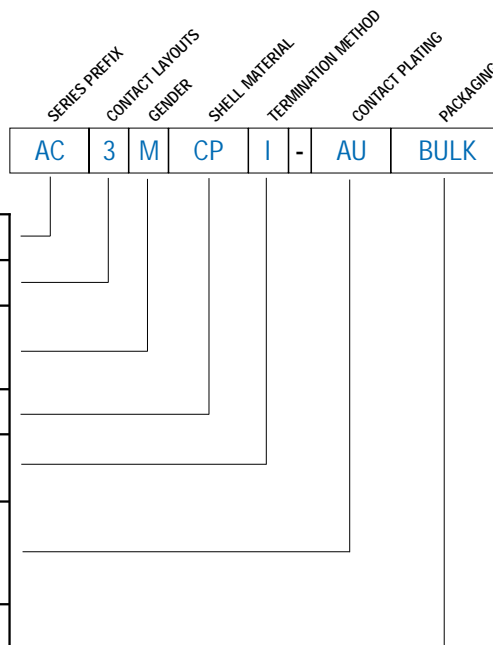 SERIES PREFIX
CONTACT LAYOUTS
GENDER
SHELL MATERIAL
TERMINATION METHOD
CONTACT PLATING
PACKAGING
AC 3 M CP I - AU BULK